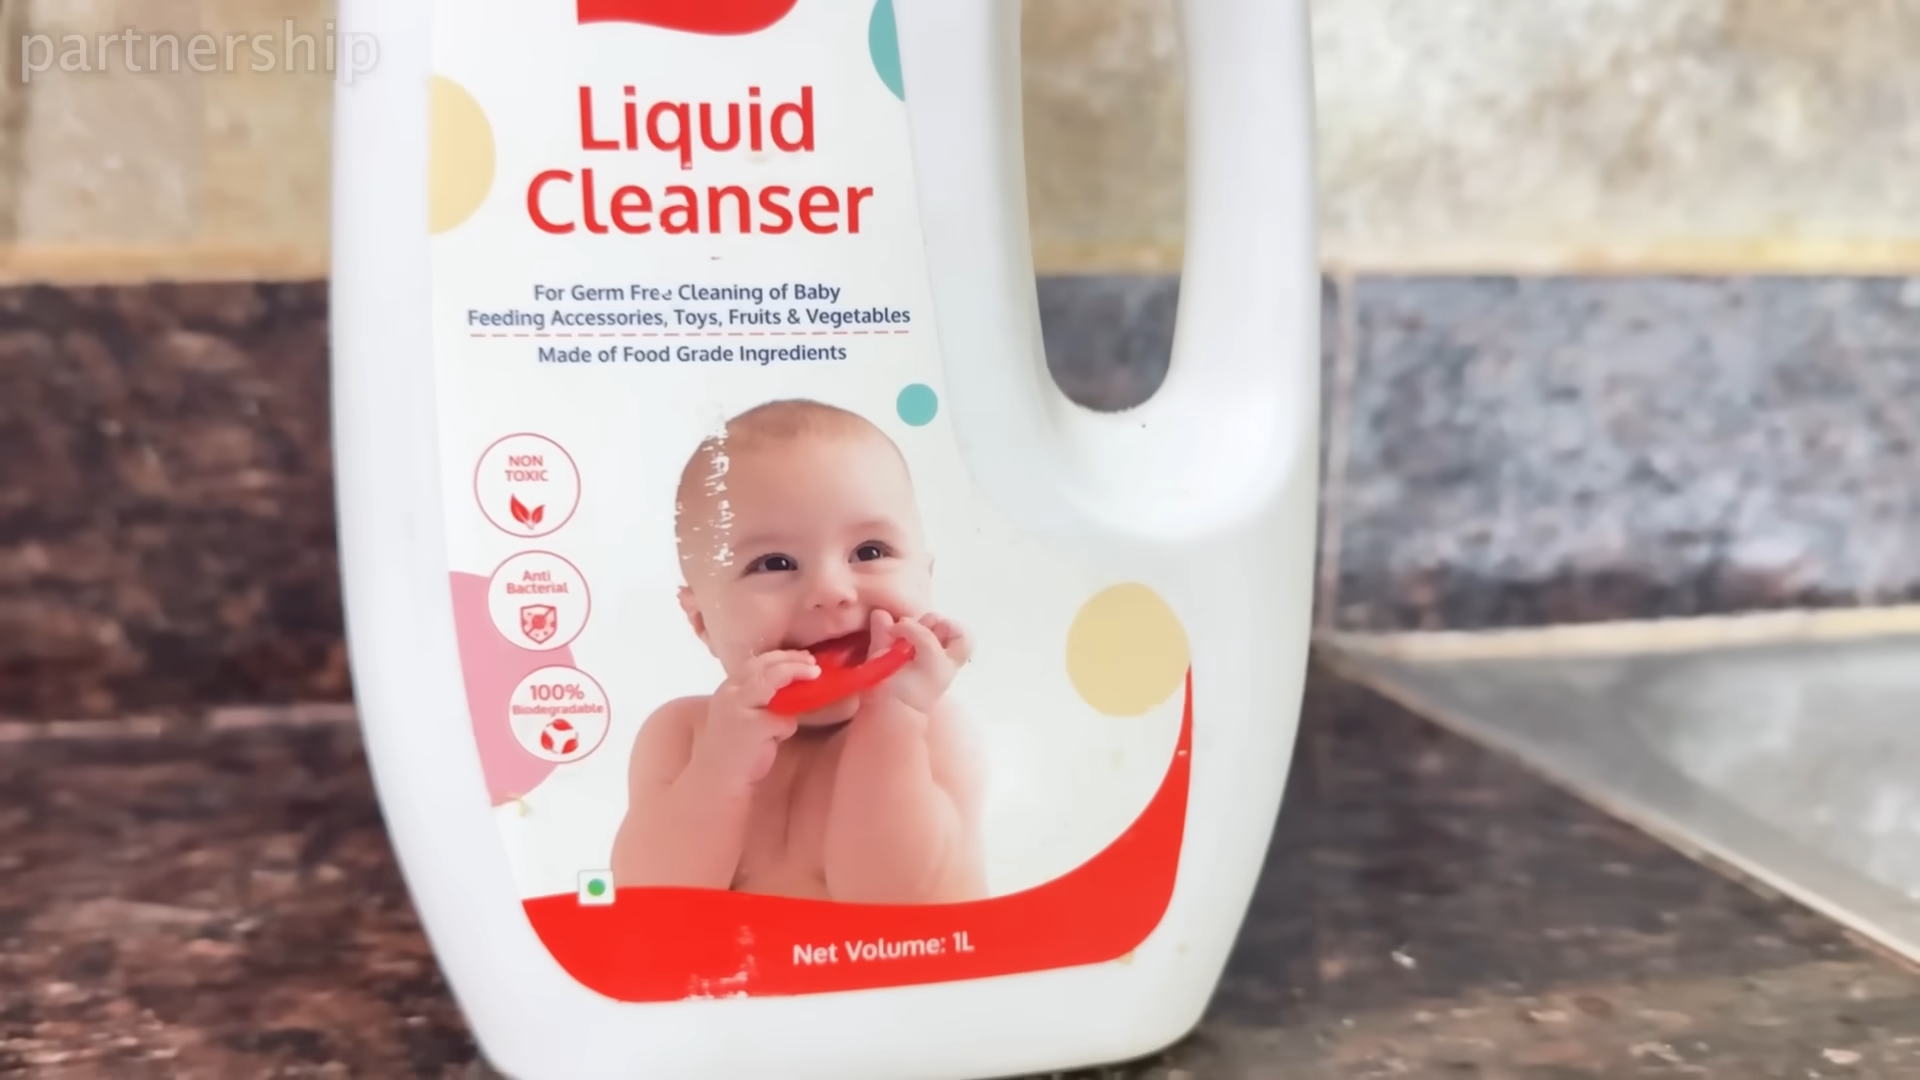 partnership
Liquid
Cleanser
For Germ Free Cleaning of Baby
Feeding Accessories, Toys, Fruits & Vegetables
Made of Food Grade Ingredients
NON
TOXIC
Anti
Bacterial
100%
Biodegradable
Net Volume: 1L